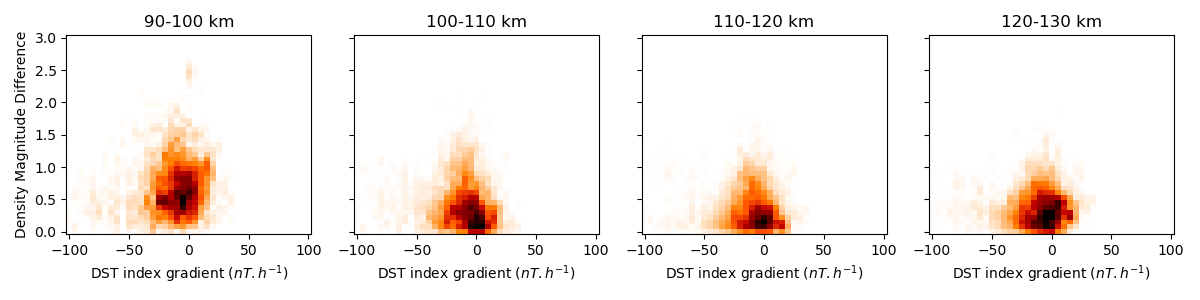 90-100 km
100-110 km
110-120 km
120-130 km
Density Magnitude Difference
3.0
2.5
2.0
1.5
1.0
0.5
0.0
−100 −50 0 50 100
−100 −50 0 50 100
−100 −50 0 50 100
−100 −50 0 50 100
DST index gradient (nT.h⁻¹)
DST index gradient (nT.h⁻¹)
DST index gradient (nT.h⁻¹)
DST index gradient (nT.h⁻¹)